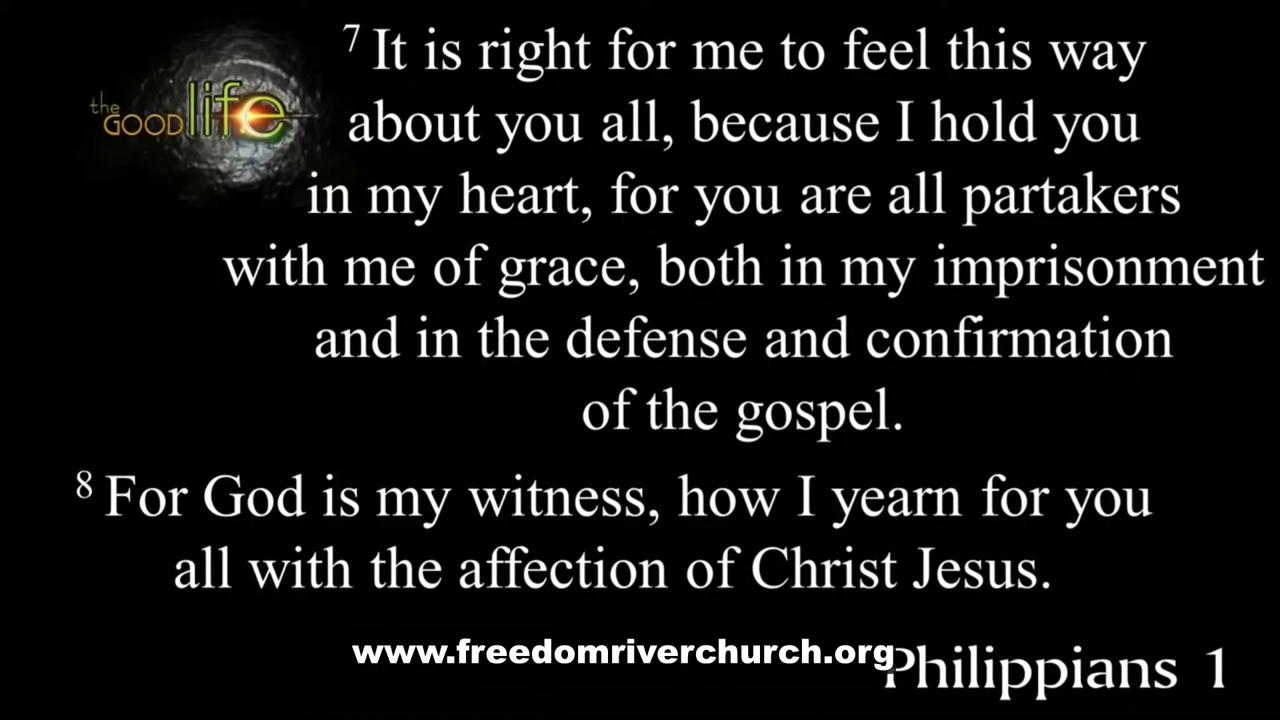 the
GOOD life
7 It is right for me to feel this way
about you all, because I hold you
in my heart, for you are all partakers
with me of grace, both in my imprisonment
and in the defense and confirmation
of the gospel.
8 For God is my witness, how I yearn for you
all with the affection of Christ Jesus.
www.freedomriverchurch.org
Philippians 1